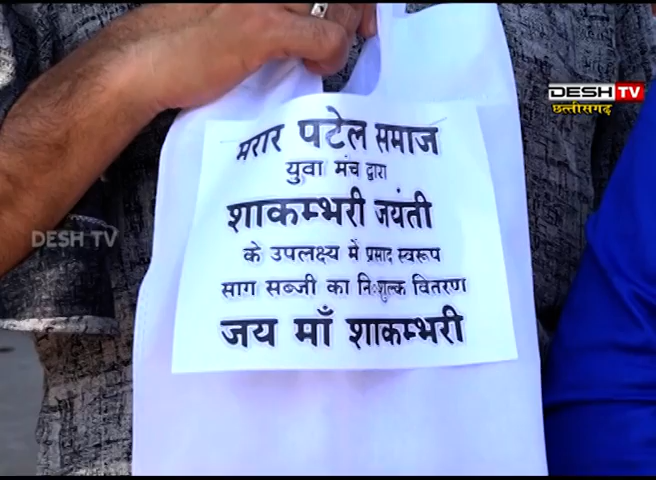 DESH TV
छत्तीसगढ़
मरार पटेल समाज
युवा मंच द्वारा
शाकम्भरी जयंती
के उपलक्ष्य में प्रसाद स्वरूप
साग सब्जी का निःशुल्क वितरण
जय माँ शाकम्भरी
DESH TV